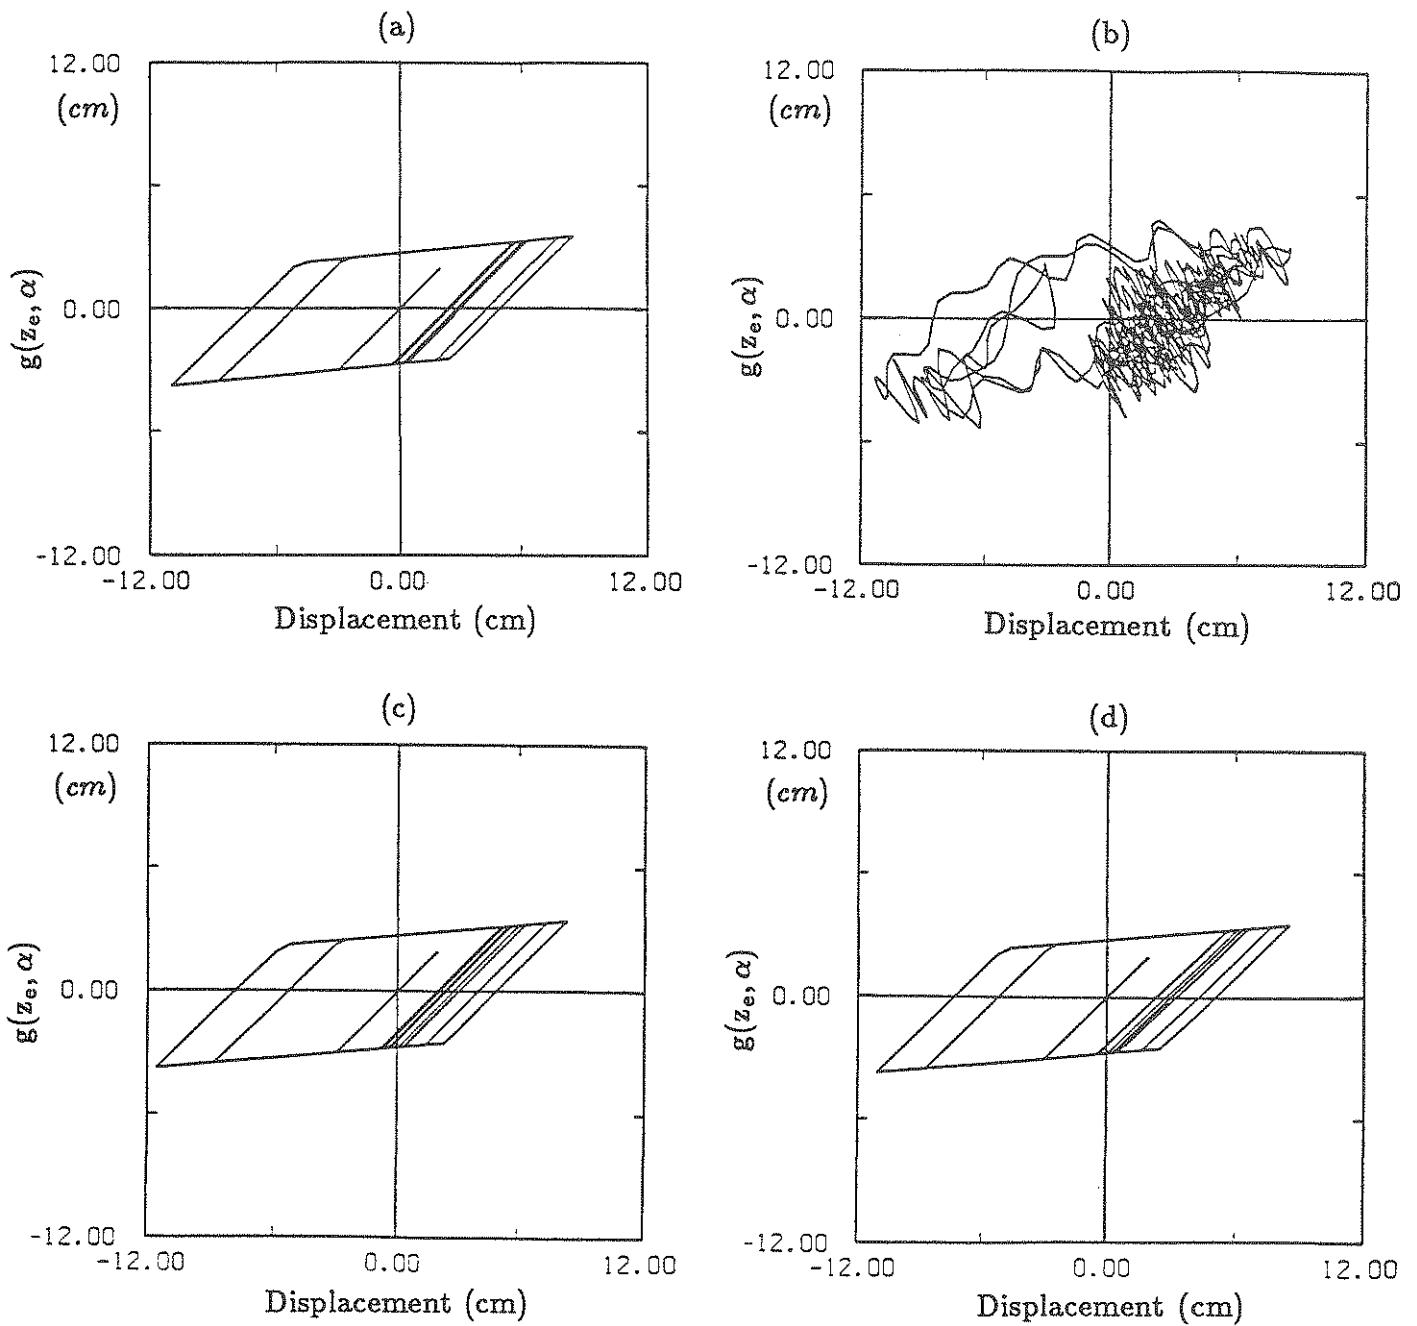 (a)
12.00
(cm)
g(zₑ, α)
0.00
-12.00
-12.00 0.00 12.00
Displacement (cm)
(b)
12.00
(cm)
g(zₑ, α)
0.00
-12.00
-12.00 0.00 12.00
Displacement (cm)
(c)
12.00
(cm)
g(zₑ, α)
0.00
-12.00
-12.00 0.00 12.00
Displacement (cm)
(d)
12.00
(cm)
g(zₑ, α)
0.00
-12.00
-12.00 0.00 12.00
Displacement (cm)